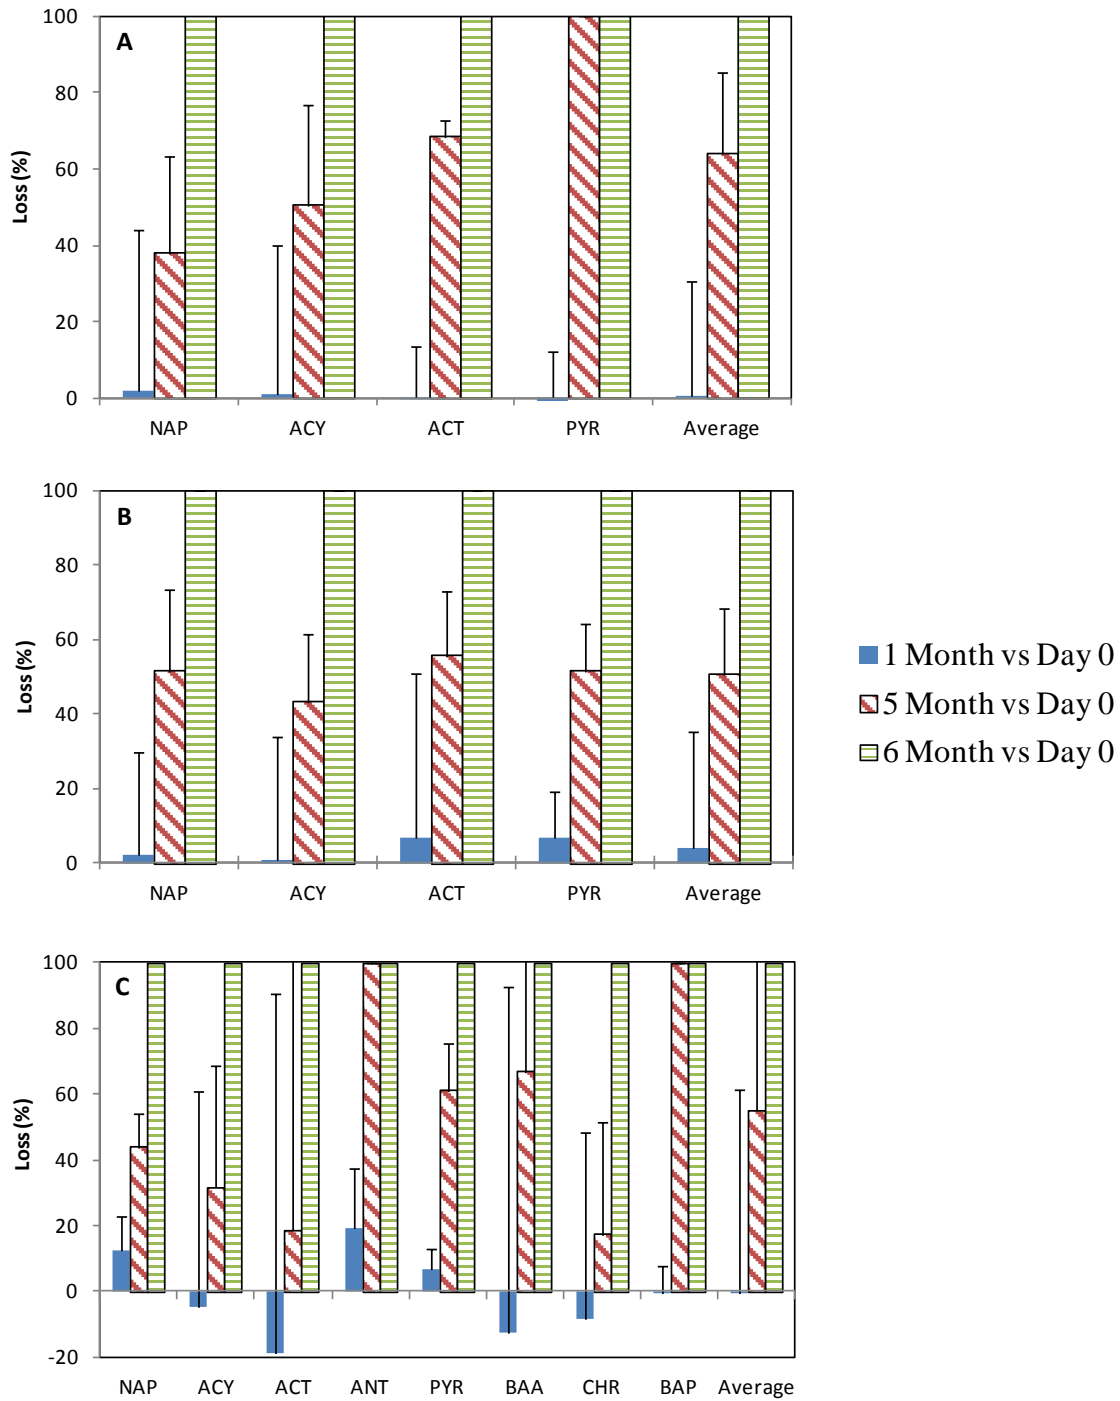 A
Loss (%)
100
80
60
40
20
0
NAP ACY ACT PYR Average
B
Loss (%)
100
80
60
40
20
0
NAP ACY ACT PYR Average
1 Month vs Day 0
5 Month vs Day 0
6 Month vs Day 0
C
Loss (%)
100
80
60
40
20
0
-20
NAP ACY ACT ANT PYR BAA CHR BAP Average